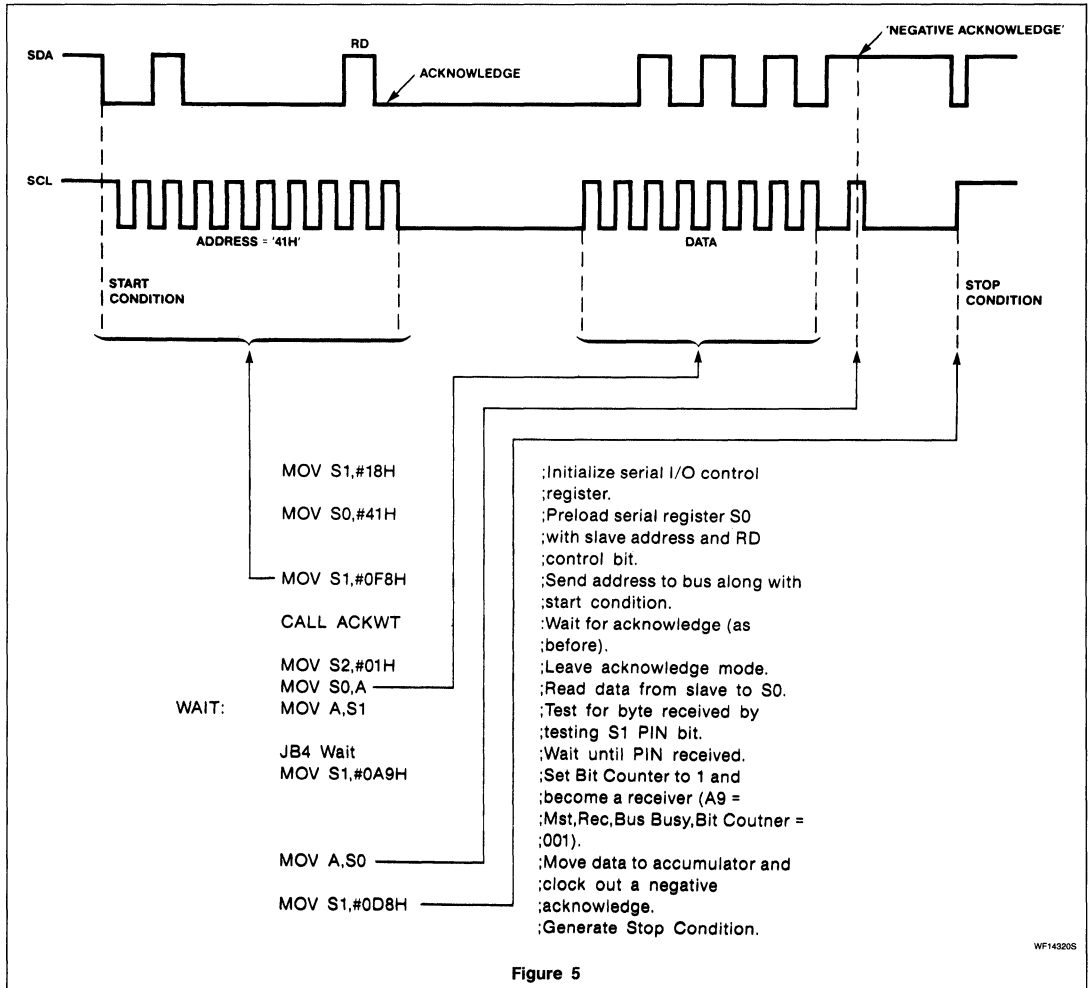 'NEGATIVE ACKNOWLEDGE'
SDA
RD
ACKNOWLEDGE
SCL
ADDRESS = '41H'
DATA
START
CONDITION
STOP
CONDITION
MOV S1,#18H ;Initialize serial I/O control
;register.
MOV S0,#41H ;Preload serial register S0
;with slave address and RD
;control bit.
MOV S1,#0F8H ;Send address to bus along with
;start condition.
CALL ACKWT :Wait for acknowledge (as
;before).
MOV S2,#01H ;Leave acknowledge mode.
MOV S0,A ;Read data from slave to S0.
WAIT: MOV A,S1 ;Test for byte received by
;testing S1 PIN bit.
JB4 Wait ;Wait until PIN received.
MOV S1,#0A9H ;Set Bit Counter to 1 and
;become a receiver (A9 =
;Mst,Rec,Bus Busy,Bit Coutner =
;001).
MOV A,S0 ;Move data to accumulator and
;clock out a negative
MOV S1,#0D8H ;acknowledge.
;Generate Stop Condition.
WF14320S
Figure 5